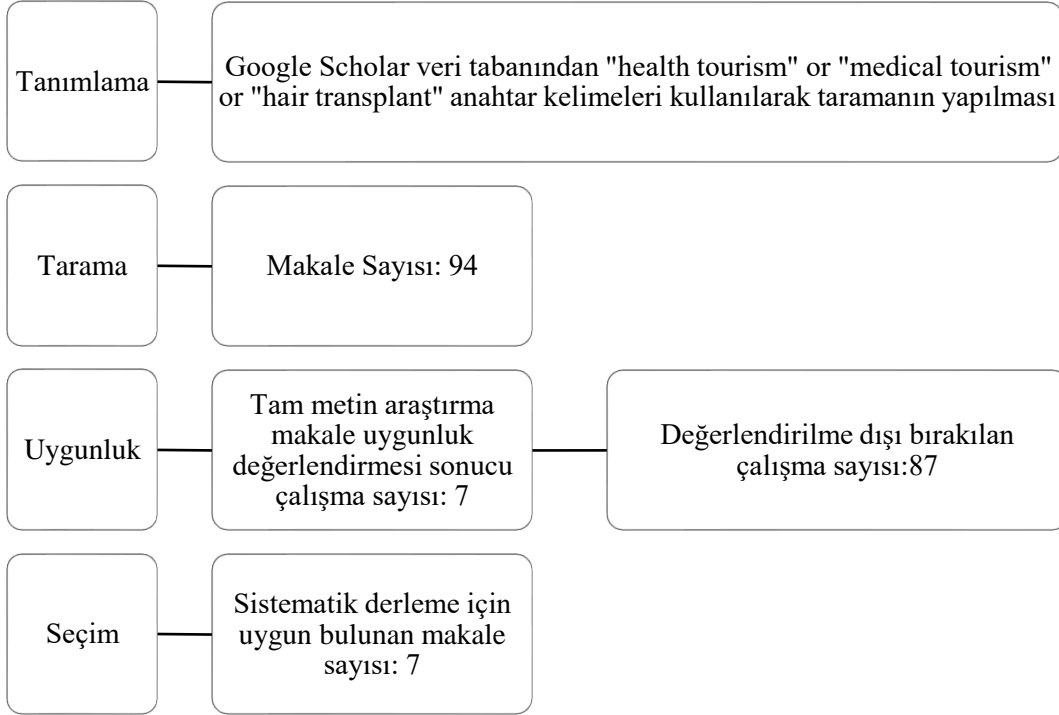 Tanımlama
Google Scholar veri tabanından "health tourism" or "medical tourism"
or "hair transplant" anahtar kelimeleri kullanılarak taramanın yapılması
Tarama
Makale Sayısı: 94
Uygunluk
Tam metin araştırma
makale uygunluk
değerlendirmesi sonucu
çalışma sayısı: 7
Değerlendirilme dışı bırakılan
çalışma sayısı:87
Seçim
Sistematik derleme için
uygun bulunan makale
sayısı: 7